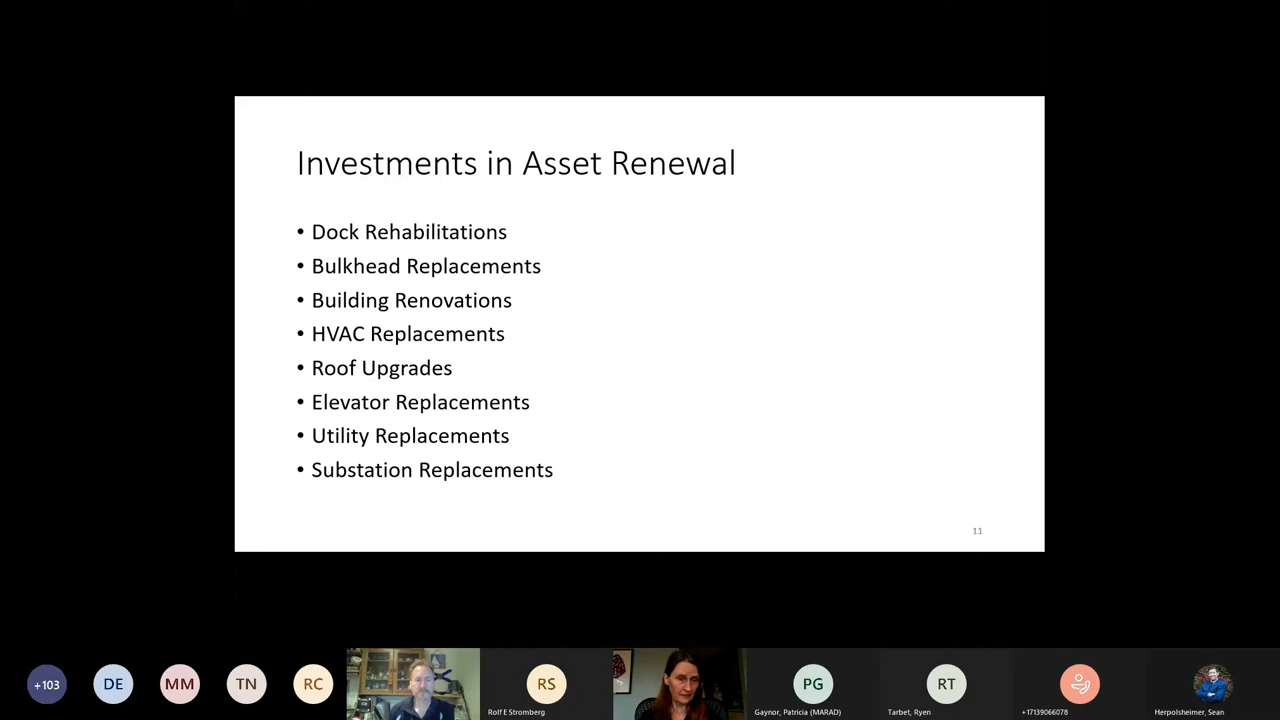 Investments in Asset Renewal
• Dock Rehabilitations
• Bulkhead Replacements
• Building Renovations
• HVAC Replacements
• Roof Upgrades
• Elevator Replacements
• Utility Replacements
• Substation Replacements
11
+103
DE
MM
TN
RC
RS
PG
RT
Rolf E Stromberg
Gaynor, Patricia (MARAD)
Tarbet, Ryen
+17139066078
Herpolsheimer, Sean